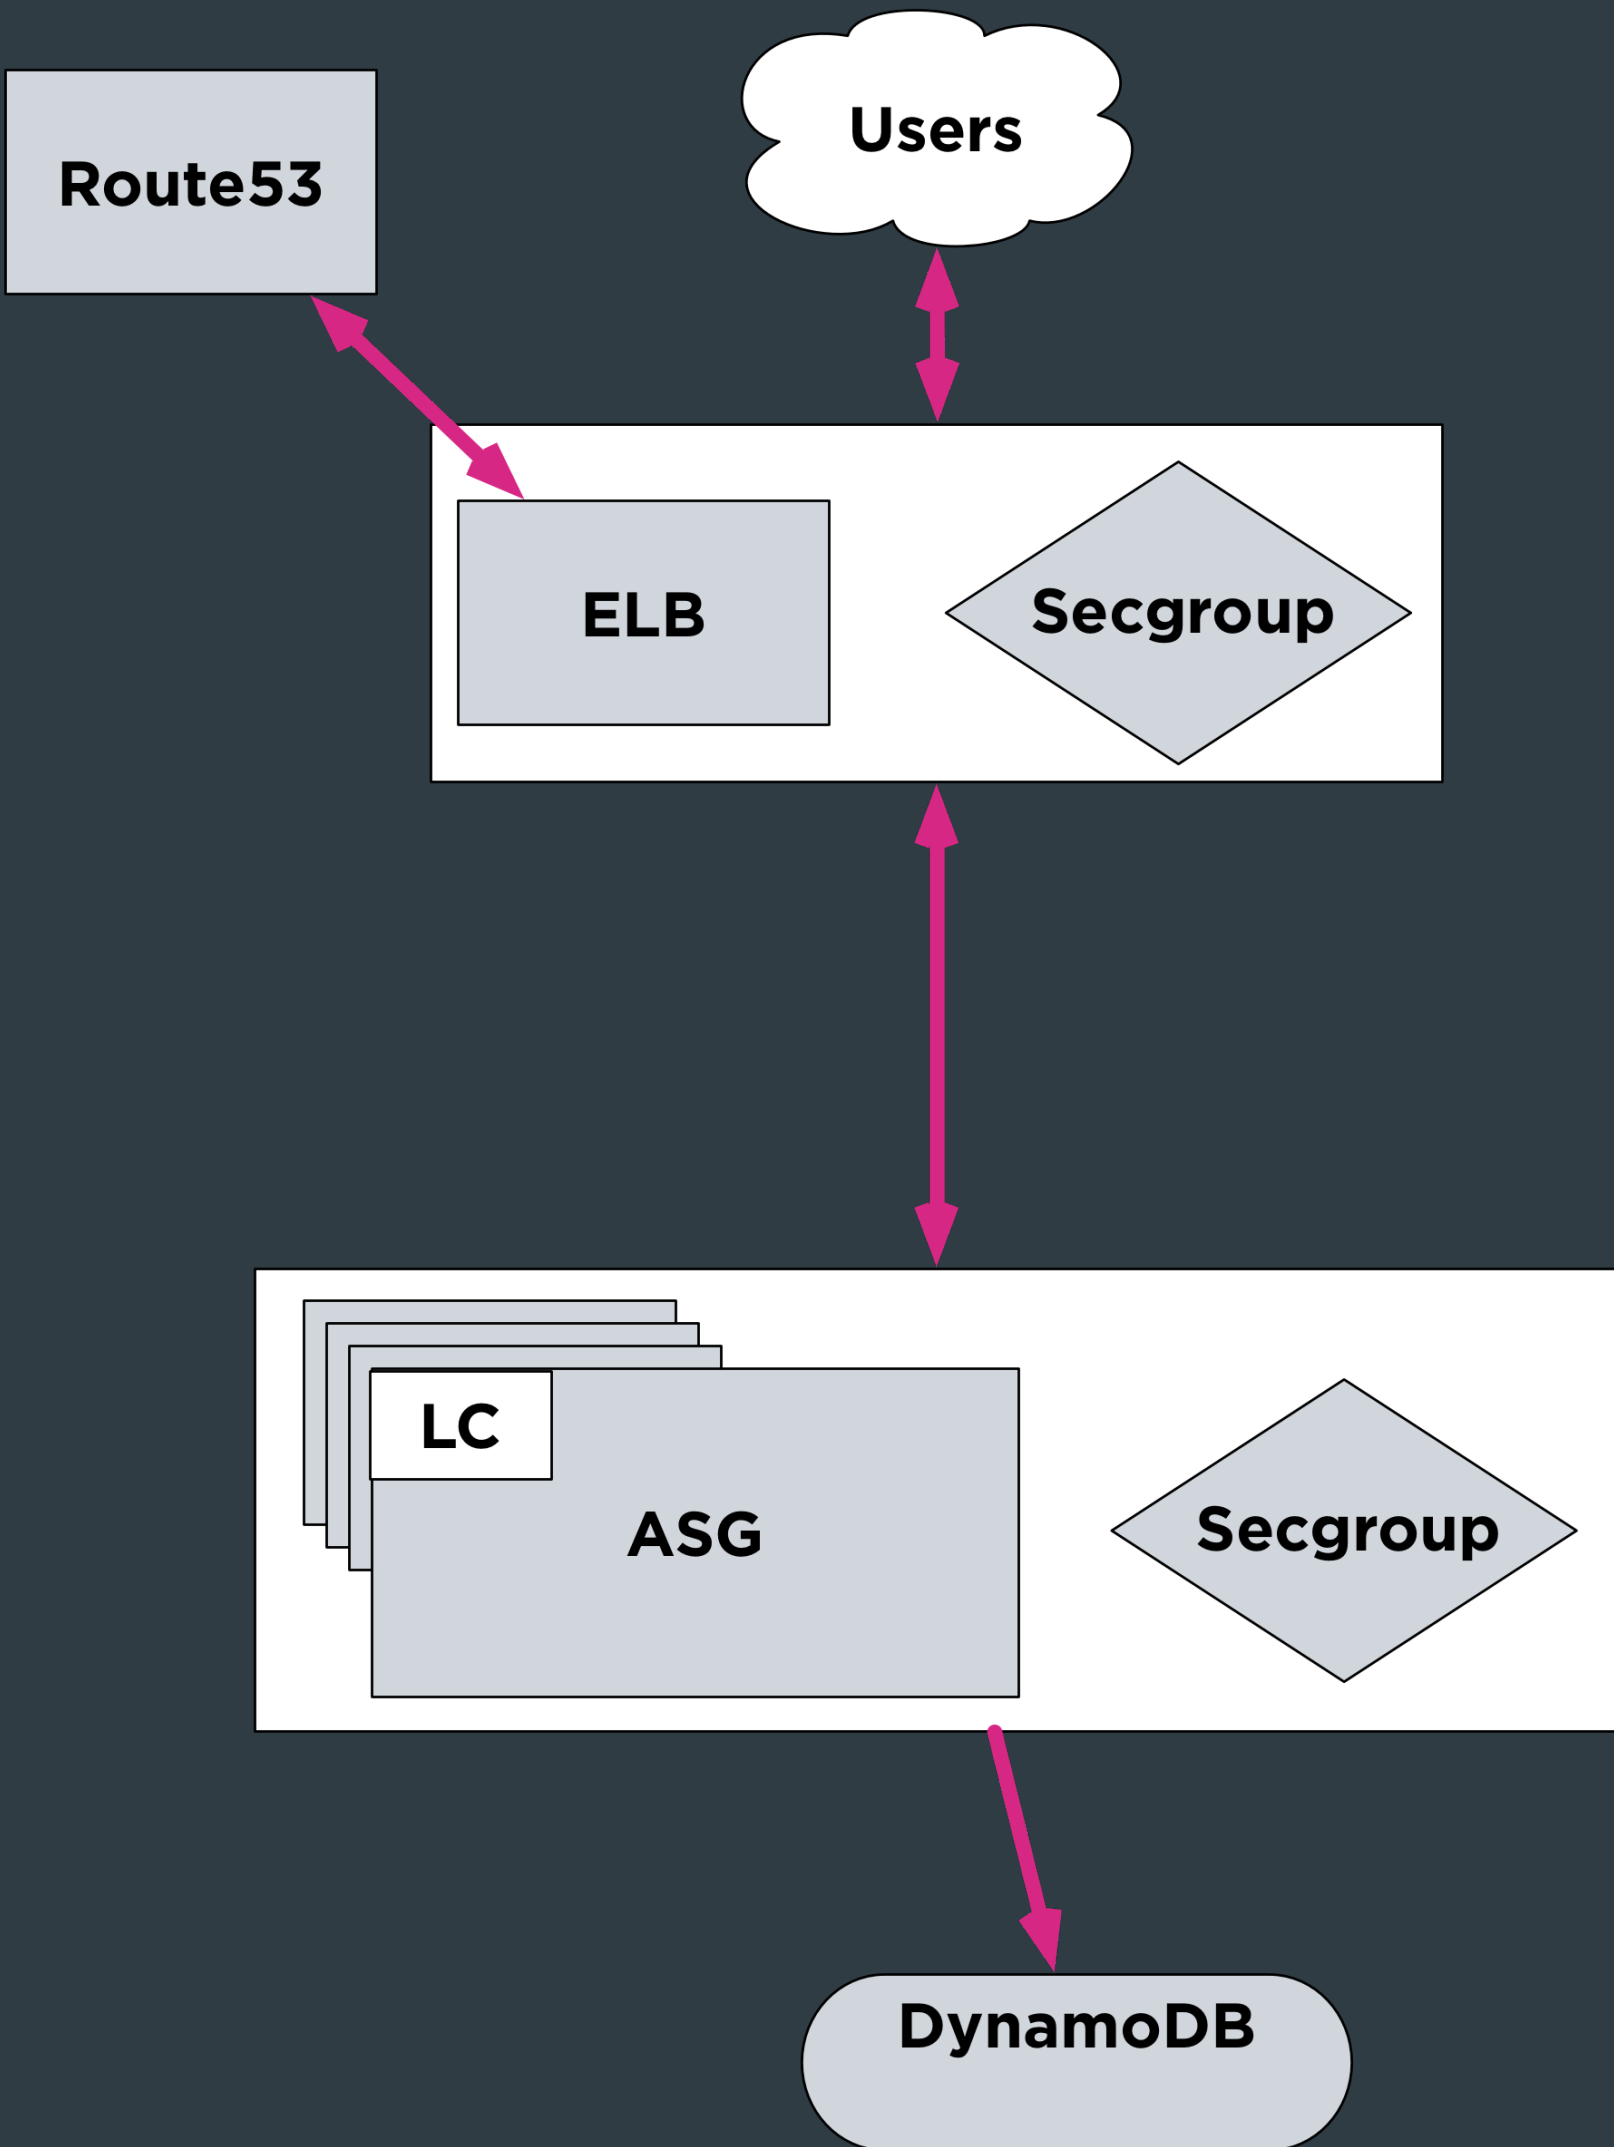 Users
Route53
ELB
Secgroup
LC
ASG
Secgroup
DynamoDB